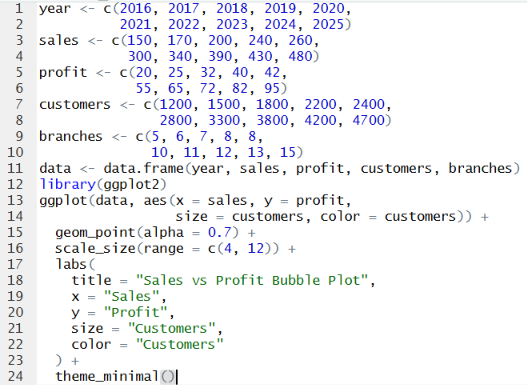 1 year <- c(2016, 2017, 2018, 2019, 2020,
2           2021, 2022, 2023, 2024, 2025)
3 sales <- c(150, 170, 200, 240, 260,
4            300, 340, 390, 430, 480)
5 profit <- c(20, 25, 32, 40, 42,
6             55, 65, 72, 82, 95)
7 customers <- c(1200, 1500, 1800, 2200, 2400,
8                2800, 3300, 3800, 4200, 4700)
9 branches <- c(5, 6, 7, 8, 8,
10               10, 11, 12, 13, 15)
11 data <- data.frame(year, sales, profit, customers, branches)
12 library(ggplot2)
13 ggplot(data, aes(x = sales, y = profit,
14                  size = customers, color = customers)) +
15   geom_point(alpha = 0.7) +
16   scale_size(range = c(4, 12)) +
17   labs(
18     title = "Sales vs Profit Bubble Plot",
19     x = "Sales",
20     y = "Profit",
21     size = "Customers",
22     color = "Customers"
23   ) +
24   theme_minimal()